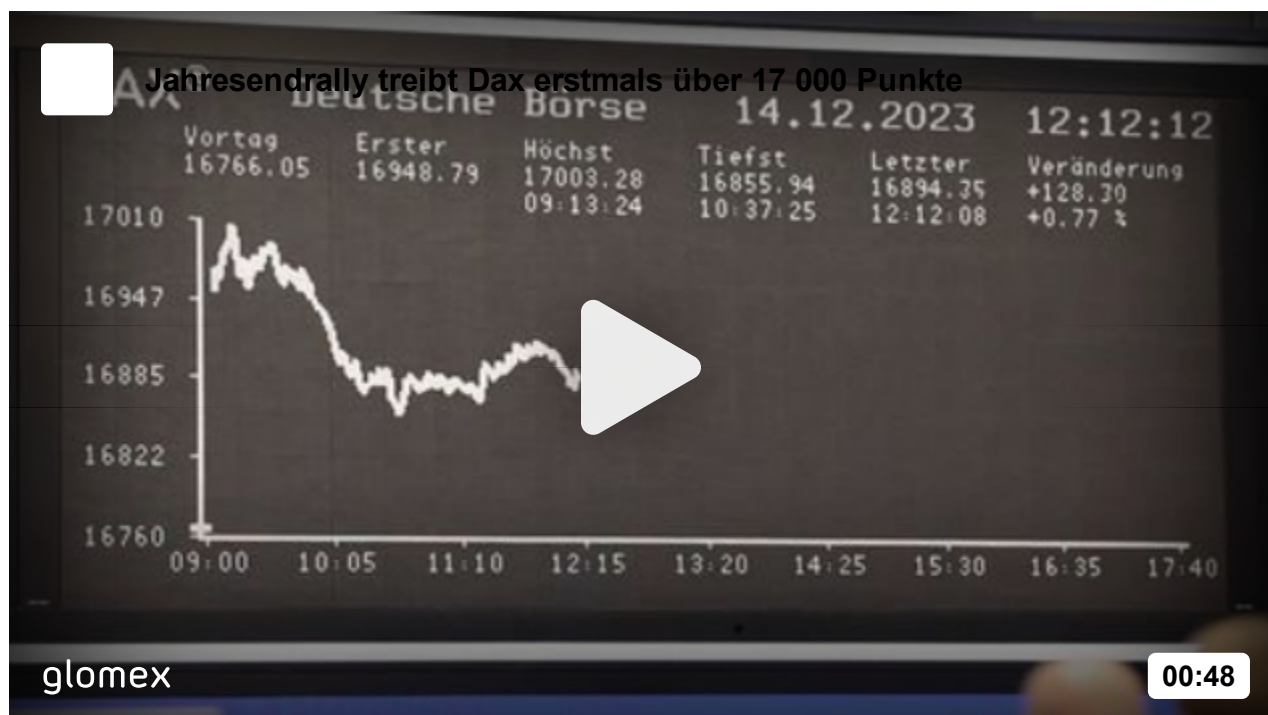 Jahresendrally treibt Dax erstmals über 17 000 Punkte
AX® Deutsche Börse 14.12.2023 12:12:12
Vortag Erster Höchst Tiefst Letzter Veränderung
16766.05 16948.79 17003.28 16855.94 16894.35 +128.30
09:13:24 10:37:25 12:12:08 +0.77 %
17010
16947
16885
16822
16760
09:00 10:05 11:10 12:15 13:20 14:25 15:30 16:35 17:40
glomex
00:48